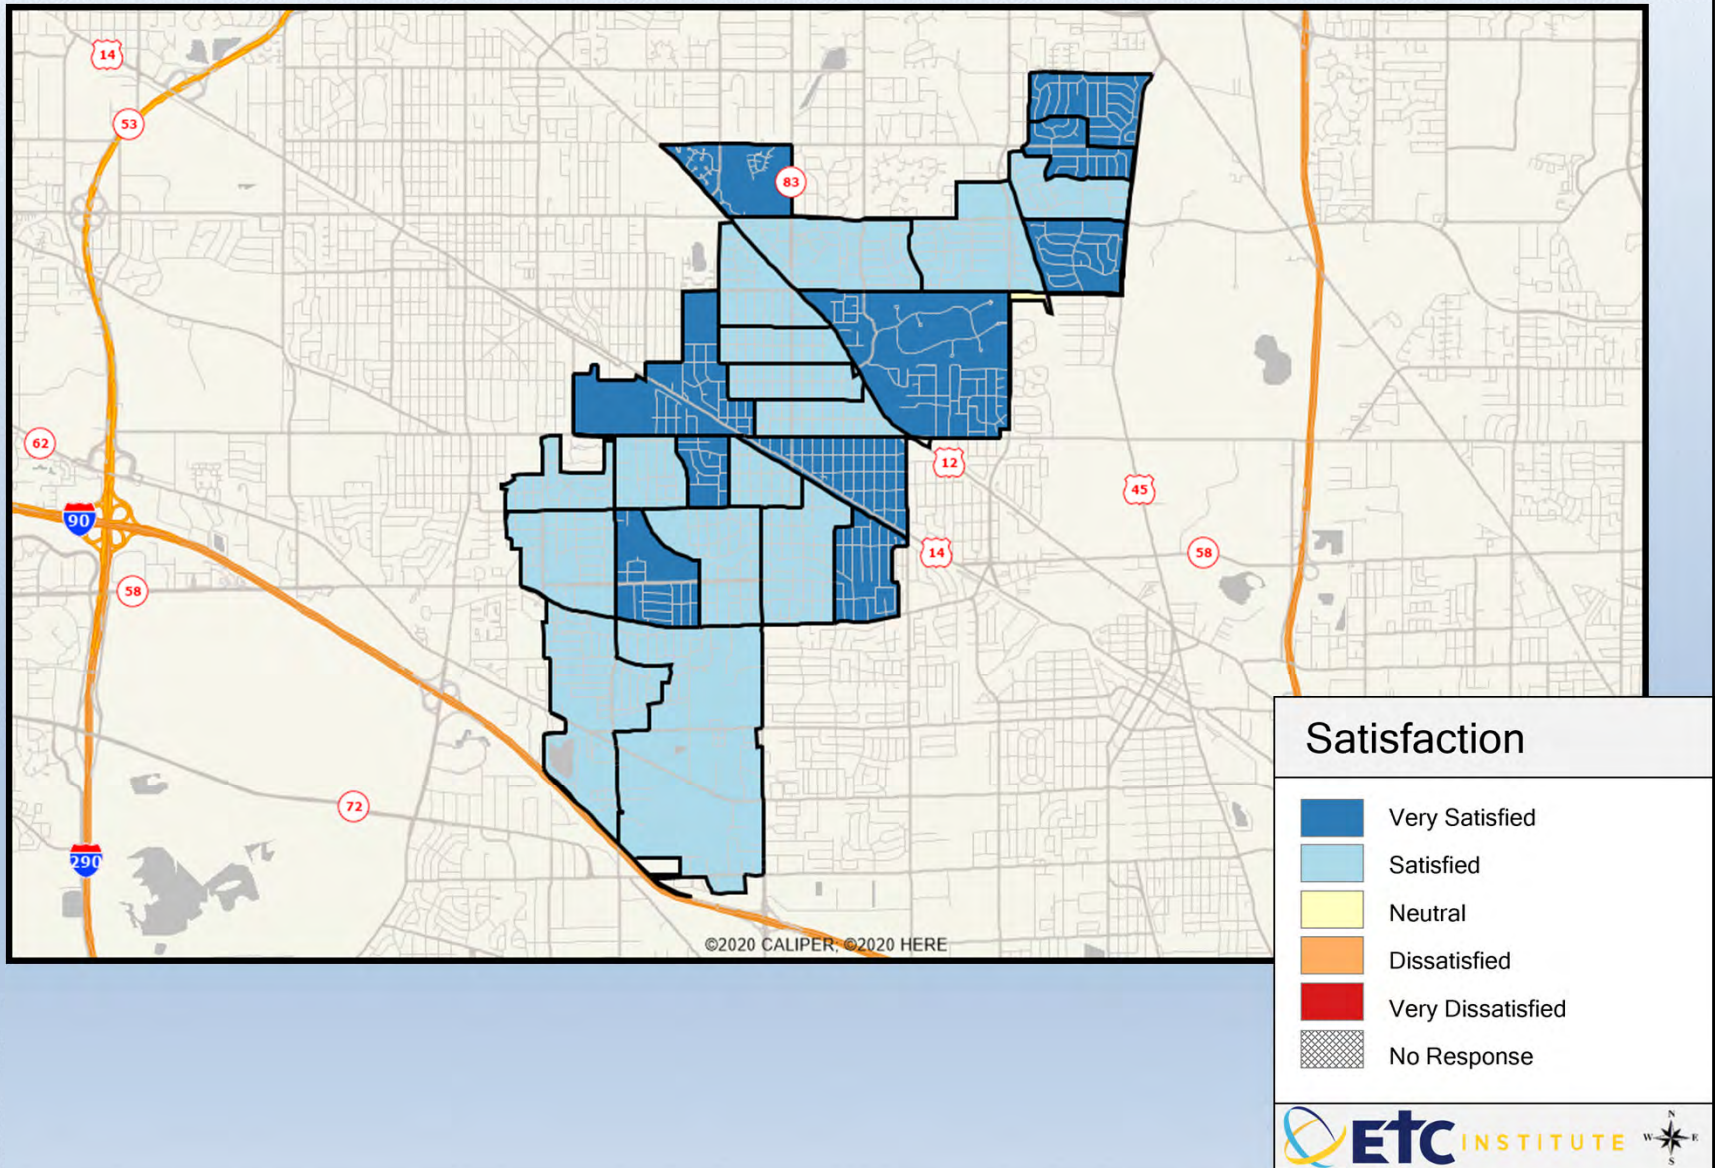 14
53
83
62
12
45
90
14
58
58
72
290
©2020 CALIPER; ©2020 HERE
Satisfaction
Very Satisfied
Satisfied
Neutral
Dissatisfied
Very Dissatisfied
No Response
ETC INSTITUTE
N
W E
S